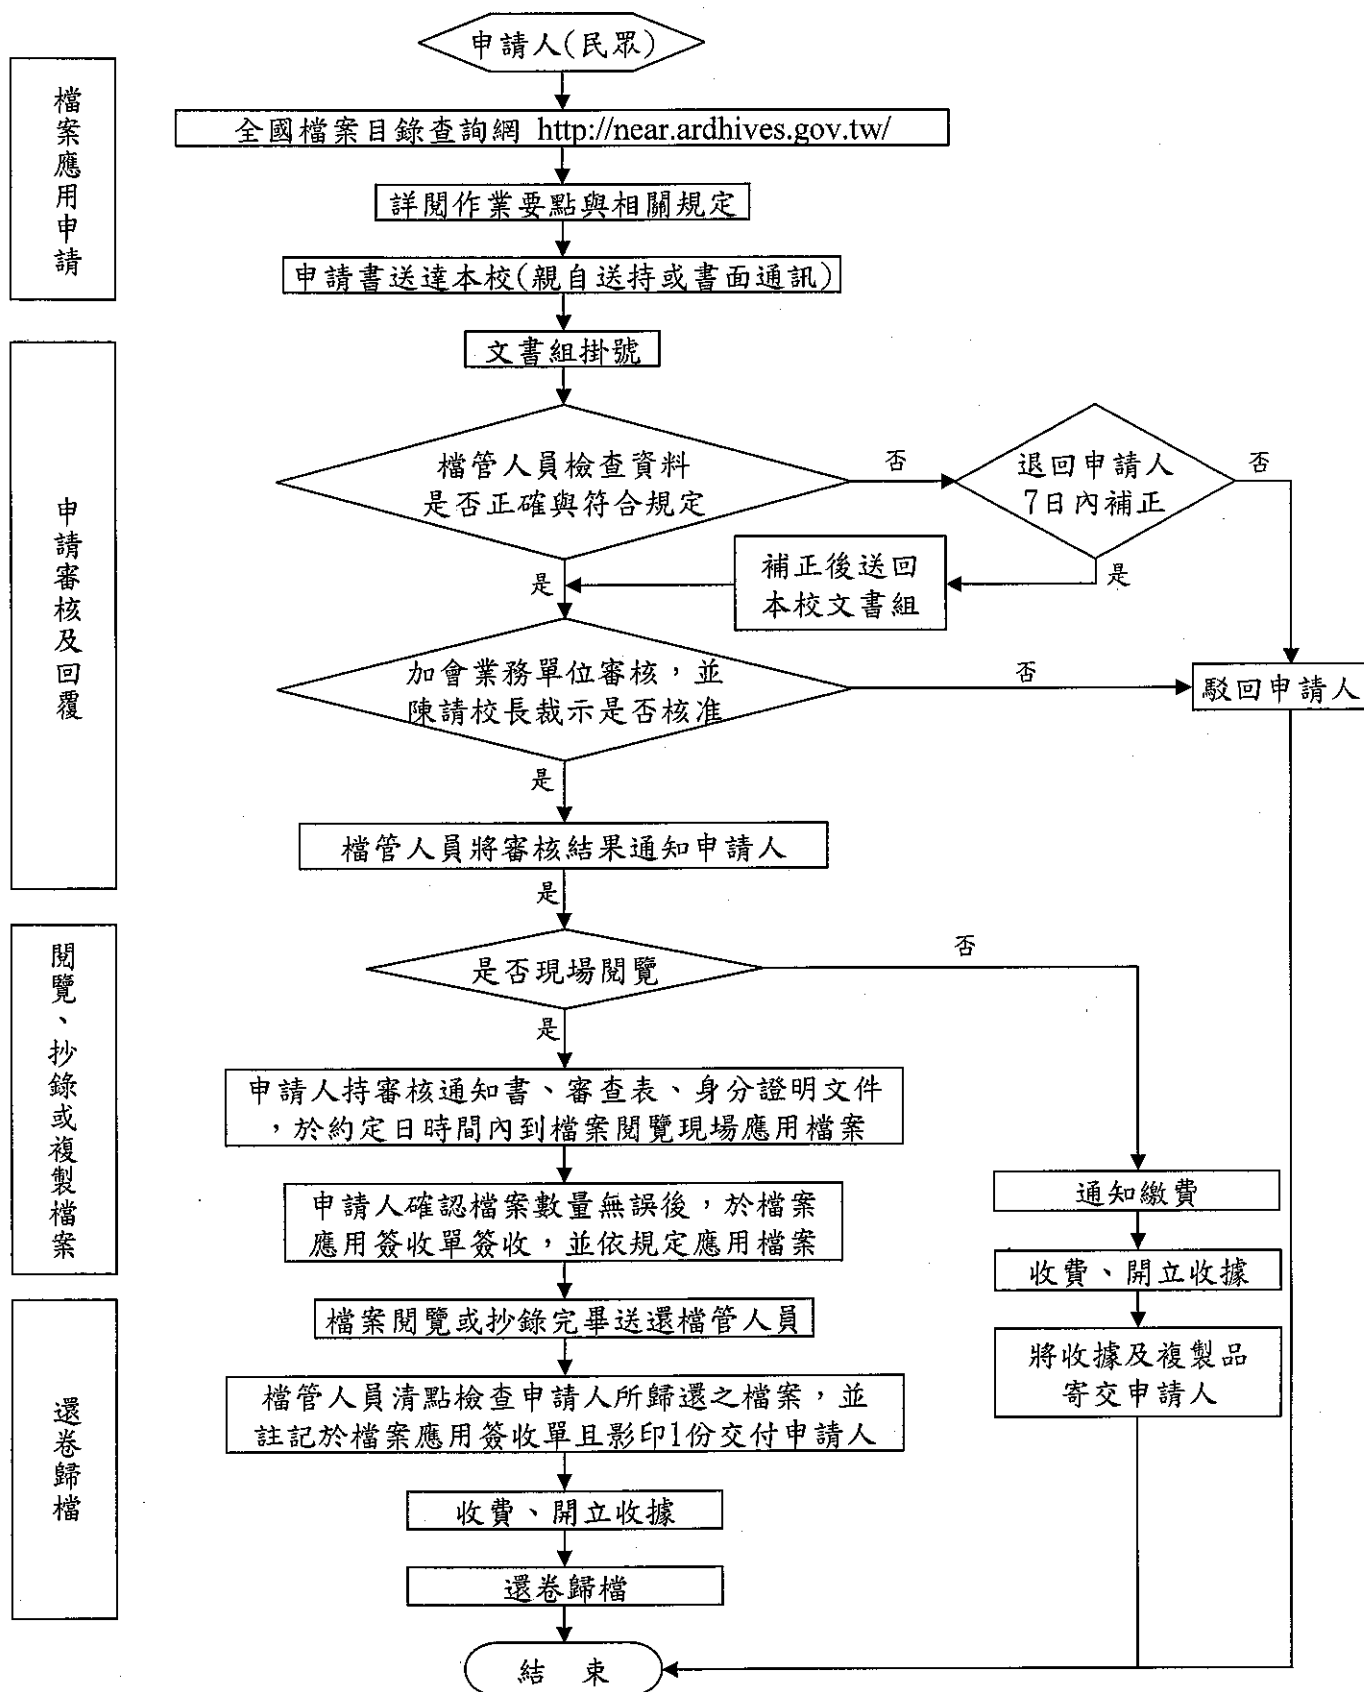 申請人(民眾)
檔案應用申請
全國檔案目錄查詢網 http://near.ardhives.gov.tw/
詳閱作業要點與相關規定
申請書送達本校(親自送持或書面通訊)
申請審核及回覆
文書組掛號
檔管人員檢查資料
是否正確與符合規定
否
退回申請人
7日內補正
否
是
補正後送回
本校文書組
是
加會業務單位審核，並
陳請校長裁示是否核准
否
駁回申請人
是
檔管人員將審核結果通知申請人
是
閱覽、抄錄或複製檔案
是否現場閱覽
否
是
申請人持審核通知書、審查表、身分證明文件
，於約定日時間內到檔案閱覽現場應用檔案
通知繳費
申請人確認檔案數量無誤後，於檔案
應用簽收單簽收，並依規定應用檔案
收費、開立收據
還卷歸檔
檔案閱覽或抄錄完畢送還檔管人員
將收據及複製品
寄交申請人
檔管人員清點檢查申請人所歸還之檔案，並
註記於檔案應用簽收單且影印1份交付申請人
收費、開立收據
還卷歸檔
結 束